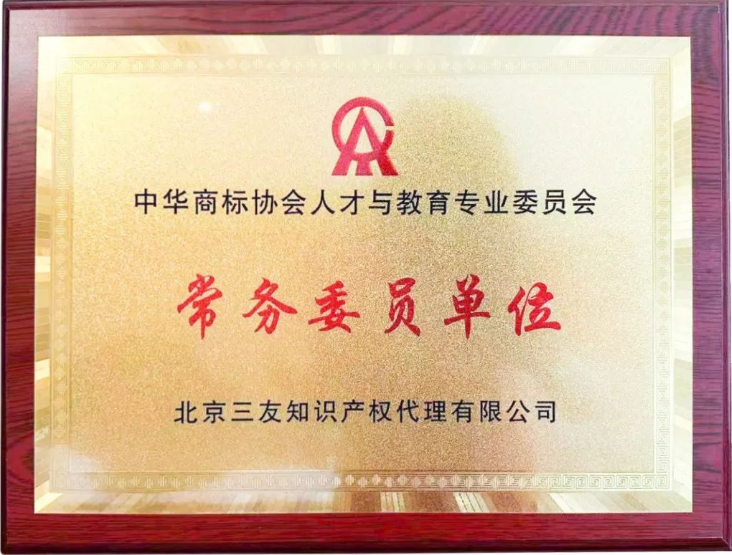 中华商标协会人才与教育专业委员会
常务委员单位
北京三友知识产权代理有限公司